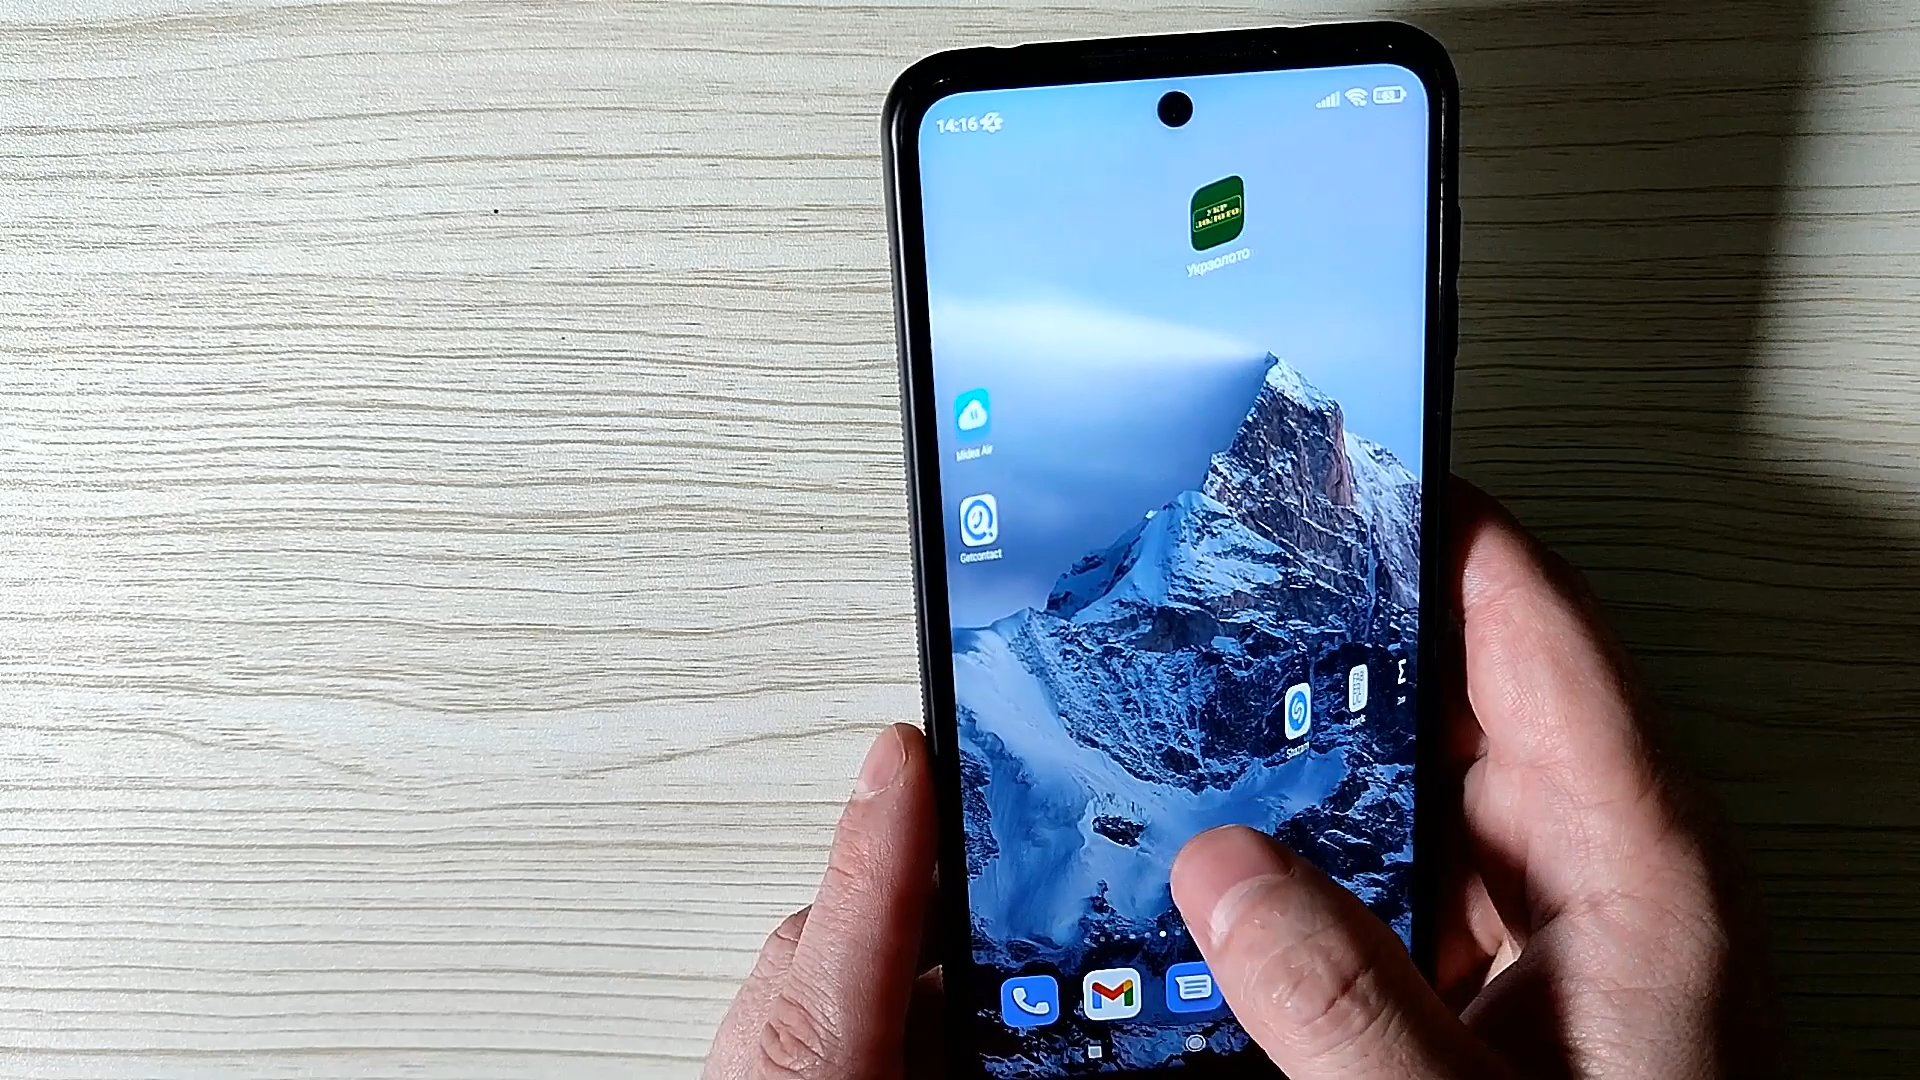 14:16
УКР
ЗОЛОТО
Укрзолото
Midea Air
Getcontact
Shazam